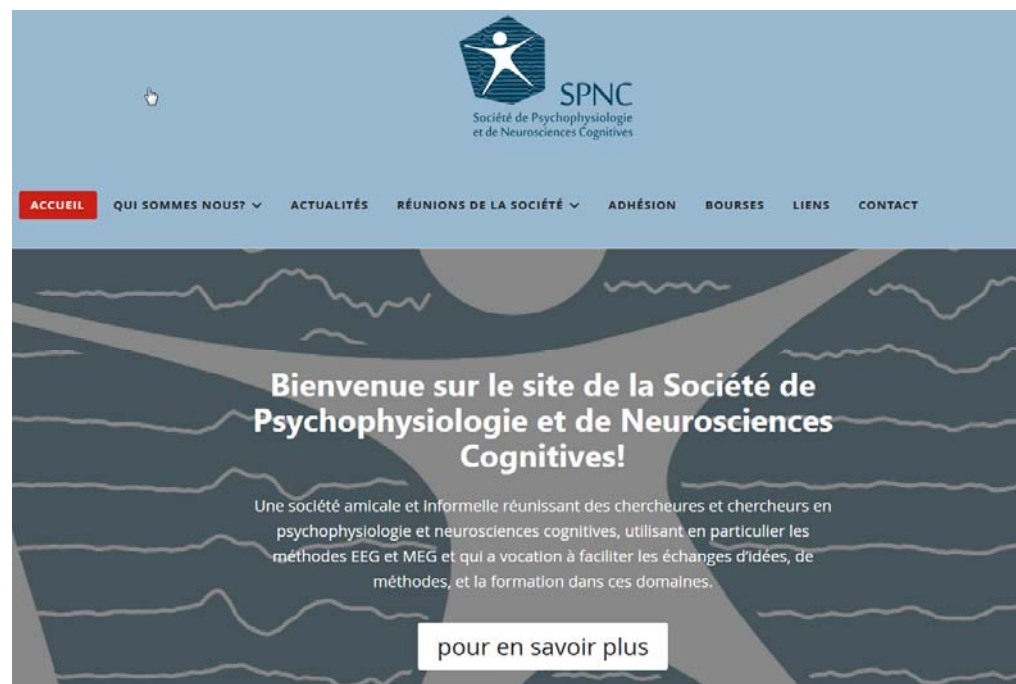 SPNC
Société de Psychophysiologie
et de Neurosciences Cognitives
ACCUEIL QUI SOMMES NOUS? ACTUALITÉS RÉUNIONS DE LA SOCIÉTÉ ADHÉSION BOURSES LIENS CONTACT
Bienvenue sur le site de la Société de
Psychophysiologie et de Neurosciences
Cognitives!
Une société amicale et informelle réunissant des chercheures et chercheurs en
psychophysiologie et neurosciences cognitives, utilisant en particulier les
méthodes EEG et MEG et qui a vocation à faciliter les échanges d'idées, de
méthodes, et la formation dans ces domaines.
pour en savoir plus